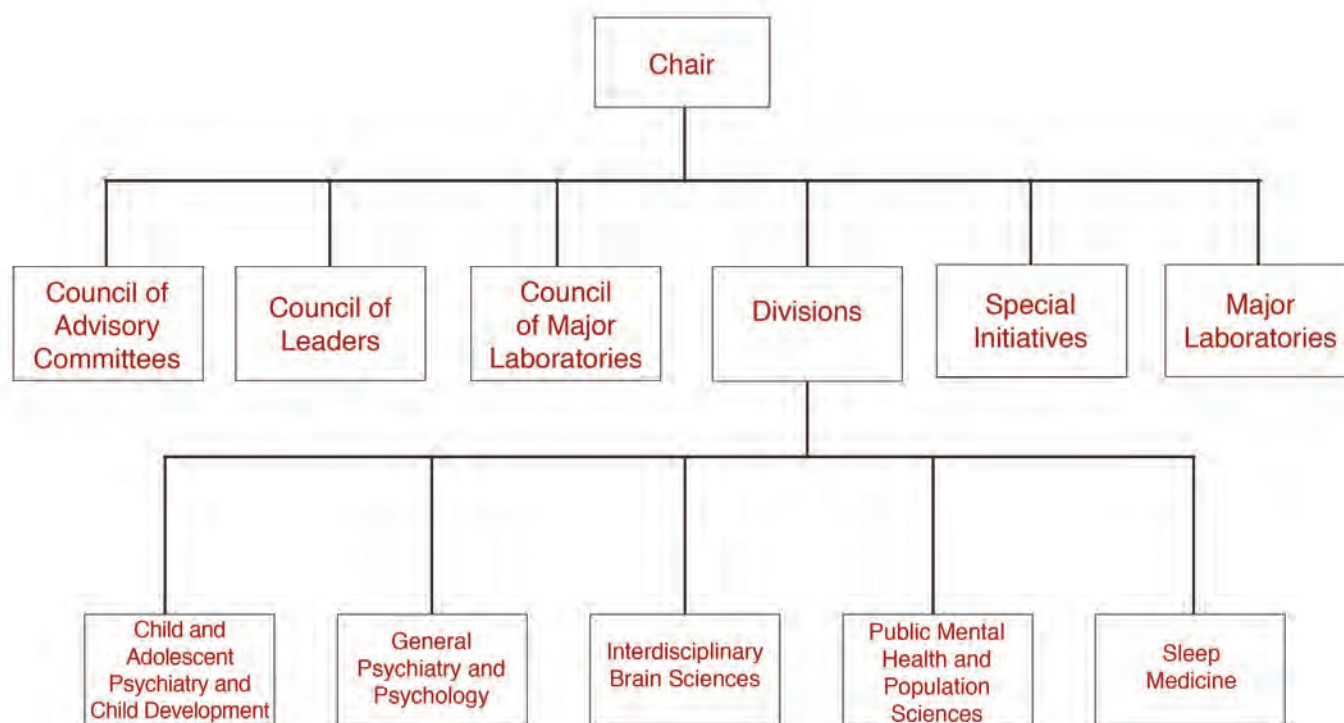 Chair
Council of
Advisory
Committees
Council of
Leaders
Council
of Major
Laboratories
Divisions
Special
Initiatives
Major
Laboratories
Child and
Adolescent
Psychiatry and
Child Development
General
Psychiatry and
Psychology
Interdisciplinary
Brain Sciences
Public Mental
Health and
Population
Sciences
Sleep
Medicine